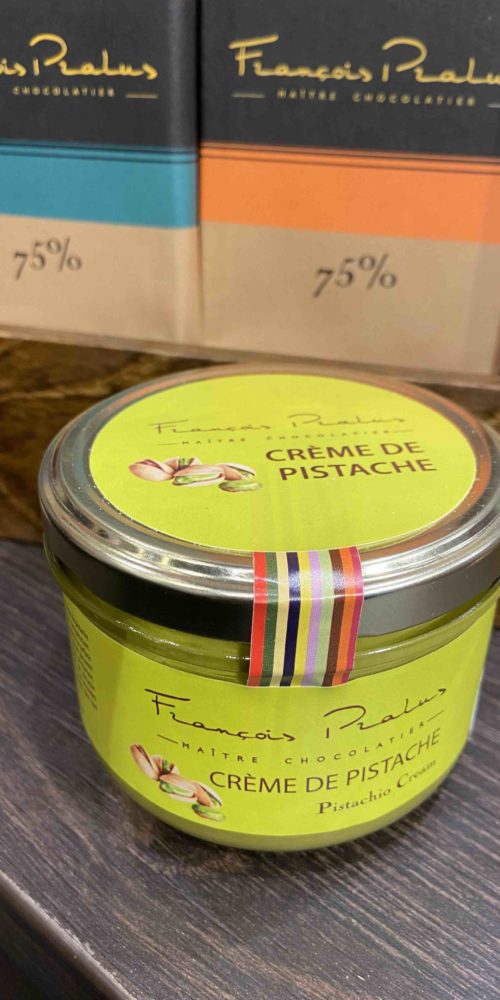 is Pralus
CHOCOLATIER
75%
François Pralus
MAÎTRE CHOCOLATIER
75%
François Pralus
MAÎTRE CHOCOLATIER
CRÈME DE
PISTACHE
François Pralus
MAÎTRE CHOCOLATIER
CRÈME DE PISTACHE
Pistachio Cream